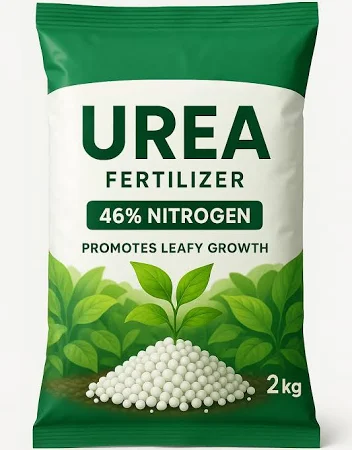 UREA
FERTILIZER
46% NITROGEN
PROMOTES LEAFY GROWTH
2 kg